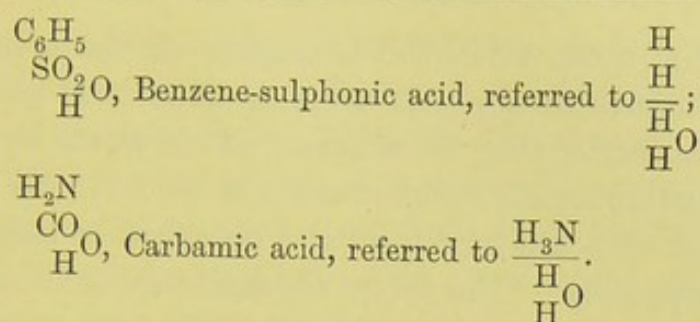 C₆H₅
SO₂
H O, Benzene-sulphonic acid, referred to H H H H O;
H₂N
CO
H O, Carbamic acid, referred to H₃N H H O.